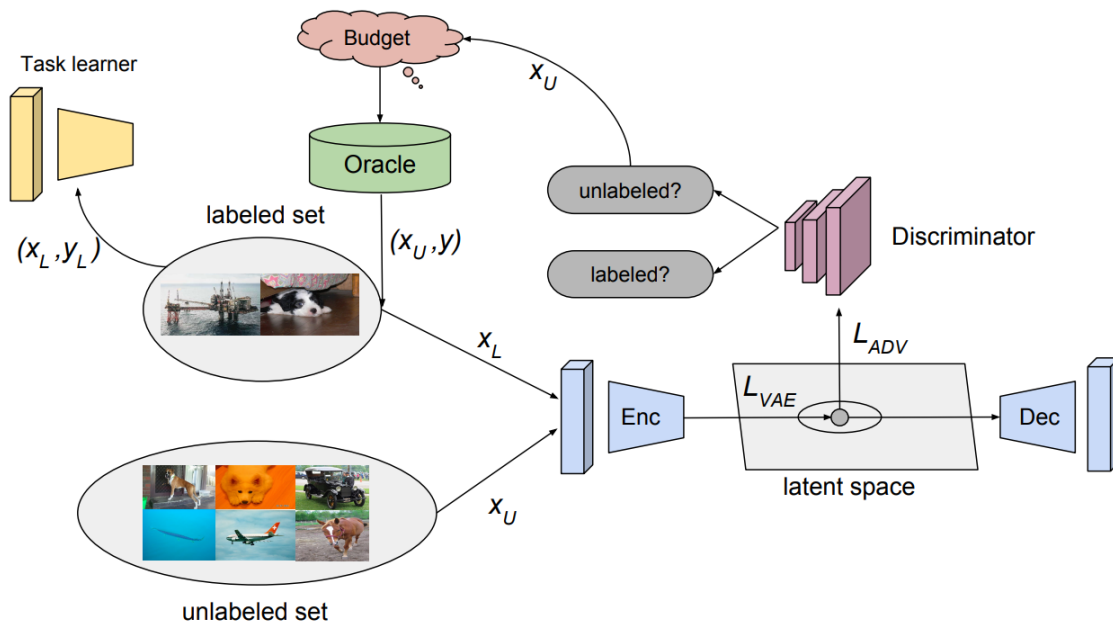 Budget
Task learner
x_U
Oracle
unlabeled?
labeled set
(x_L ,y_L)
(x_U ,y)
Discriminator
labeled?
x_L
L_ADV
L_VAE
Enc
Dec
latent space
x_U
unlabeled set